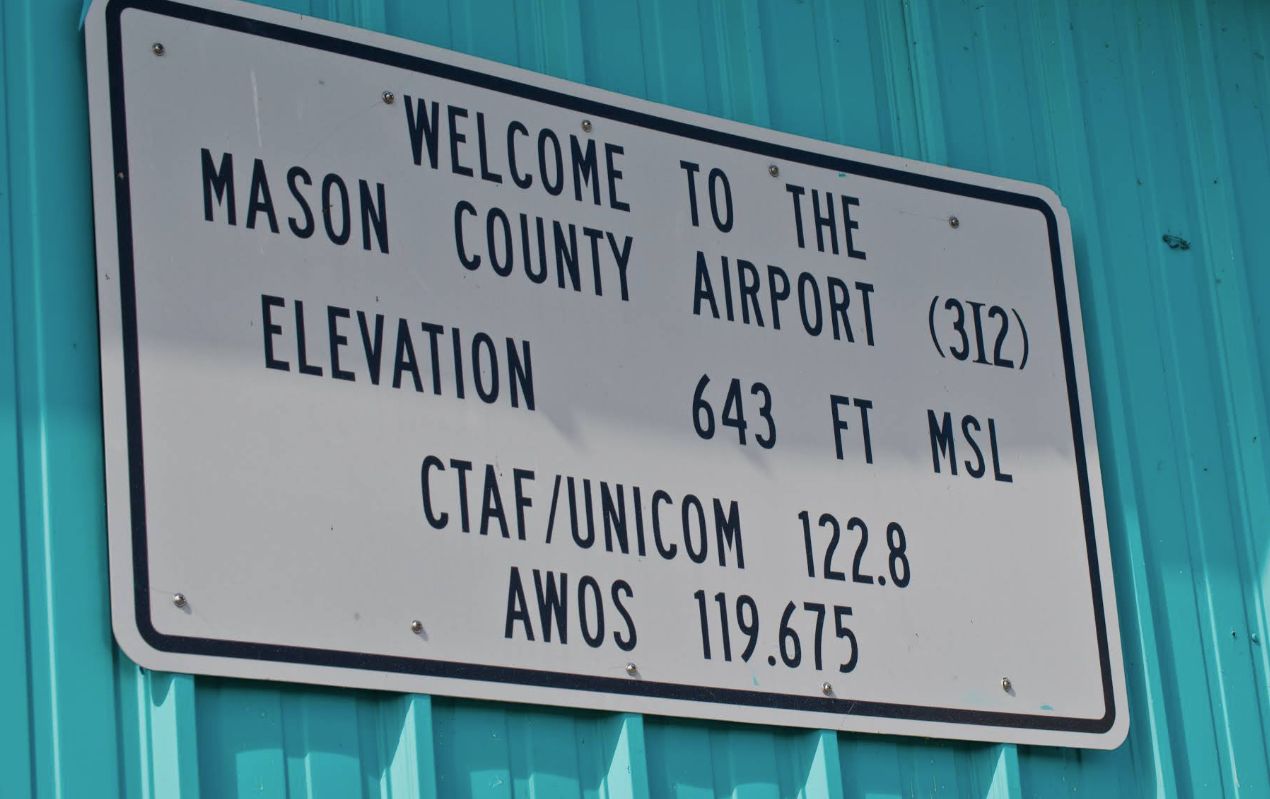 WELCOME TO THE
MASON COUNTY AIRPORT (3I2)
ELEVATION 643 FT MSL
CTAF/UNICOM 122.8
AWOS 119.675